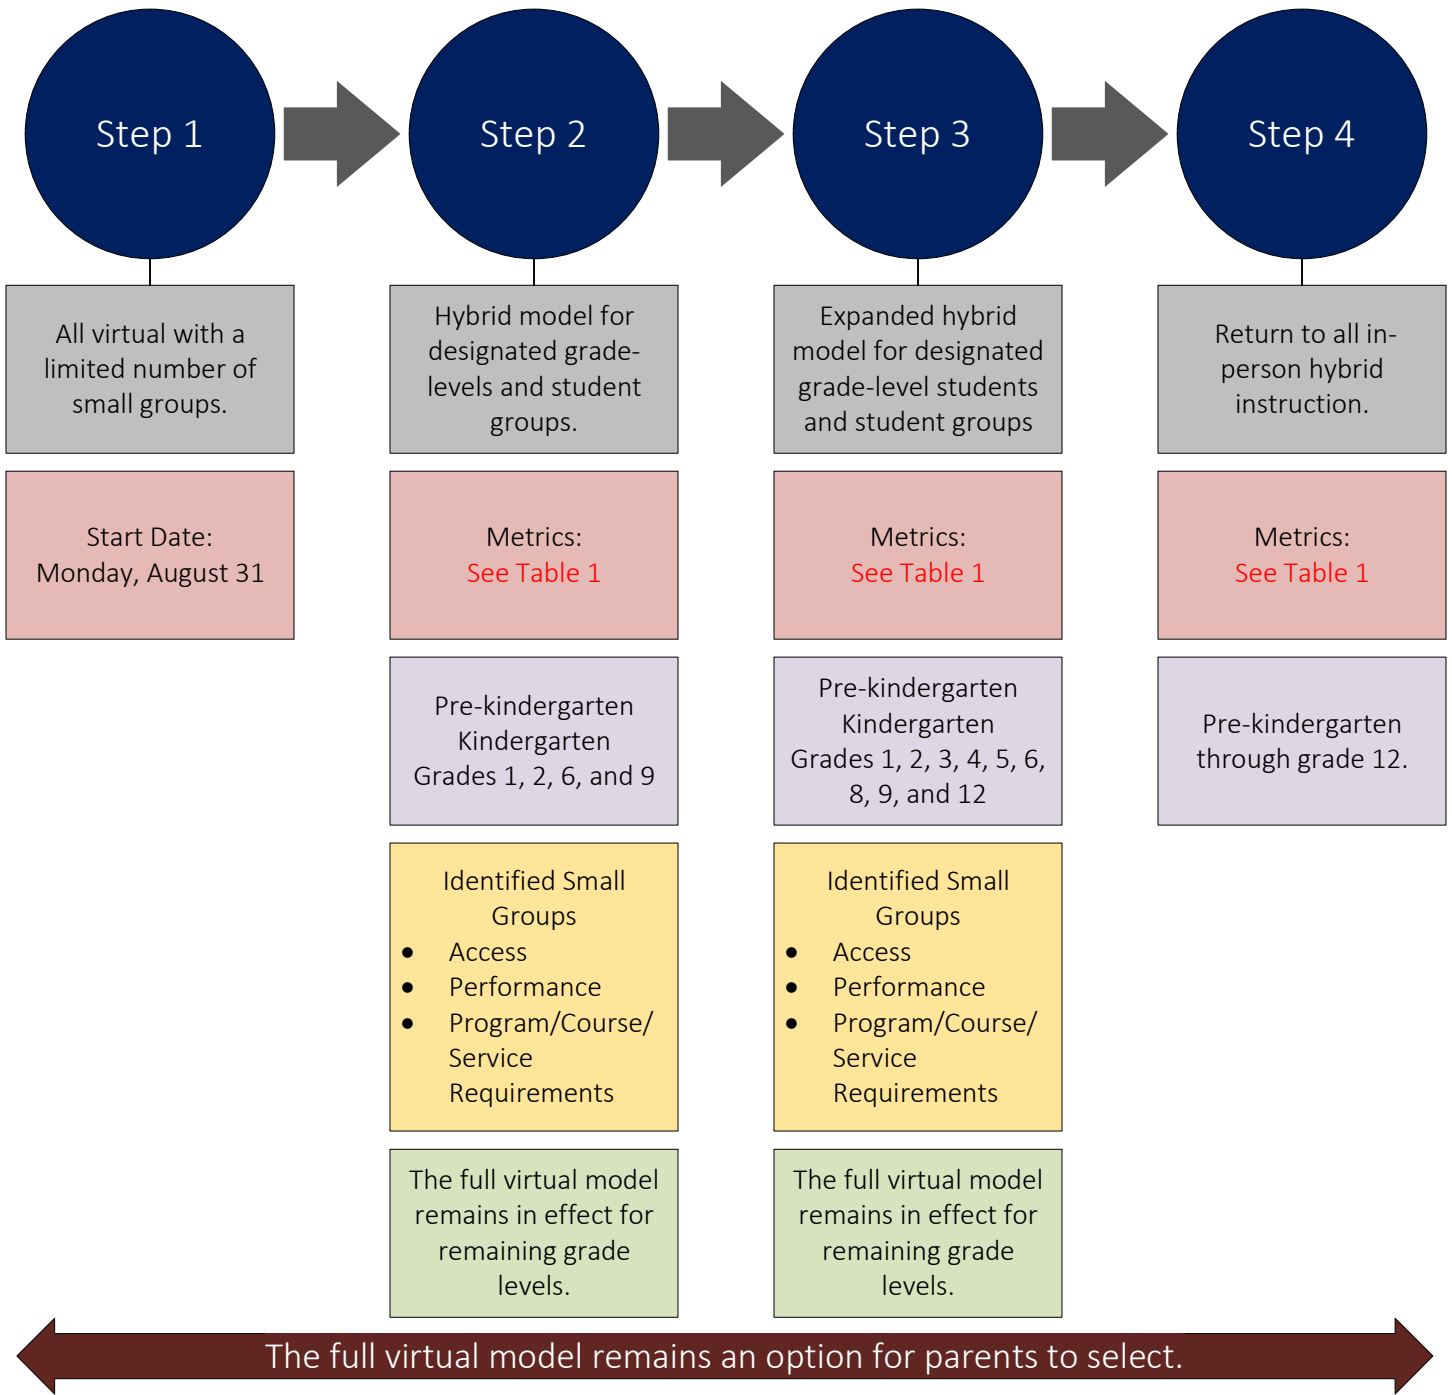 Step 1
Step 2
Step 3
Step 4
All virtual with a
limited number of
small groups.
Hybrid model for
designated grade-
levels and student
groups.
Expanded hybrid
model for designated
grade-level students
and student groups
Return to all in-
person hybrid
instruction.
Start Date:
Monday, August 31
Metrics:
See Table 1
Metrics:
See Table 1
Metrics:
See Table 1
Pre-kindergarten
Kindergarten
Grades 1, 2, 6, and 9
Pre-kindergarten
Kindergarten
Grades 1, 2, 3, 4, 5, 6,
8, 9, and 12
Pre-kindergarten
through grade 12.
Identified Small
Groups
• Access
• Performance
• Program/Course/
Service
Requirements
Identified Small
Groups
• Access
• Performance
• Program/Course/
Service
Requirements
The full virtual model
remains in effect for
remaining grade
levels.
The full virtual model
remains in effect for
remaining grade
levels.
The full virtual model remains an option for parents to select.